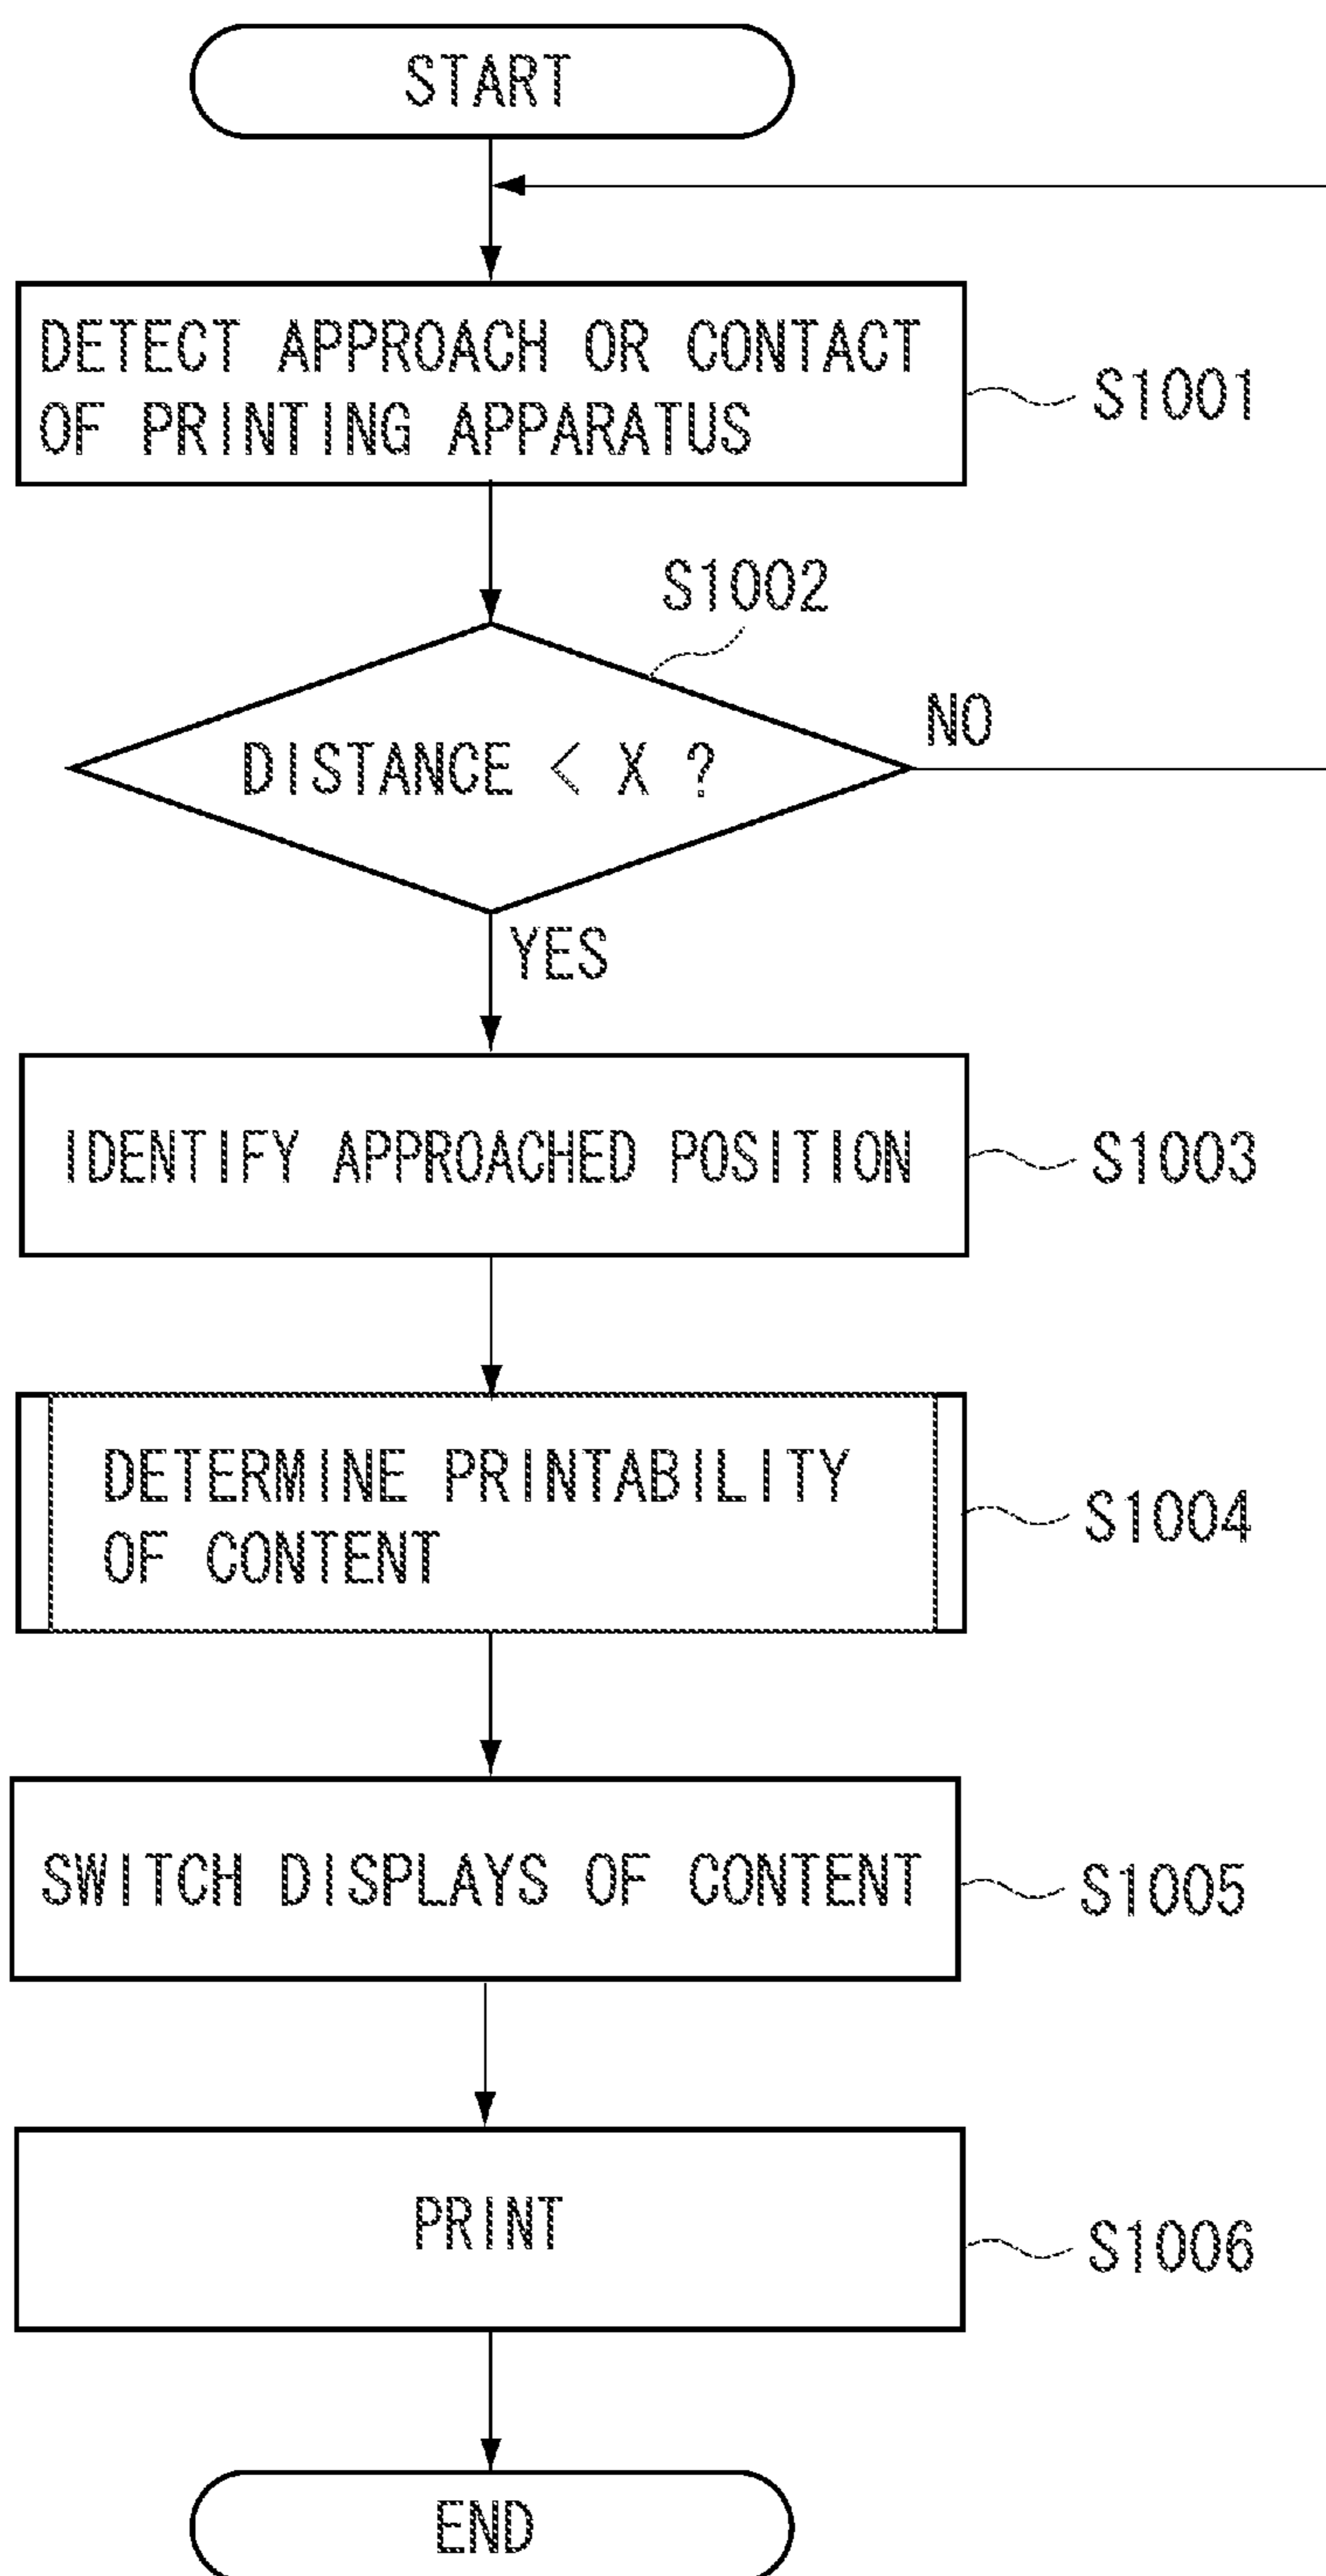 START
DETECT APPROACH OR CONTACT
OF PRINTING APPARATUS
S1001
S1002
DISTANCE < X ?
NO
YES
IDENTIFY APPROACHED POSITION
S1003
DETERMINE PRINTABILITY
OF CONTENT
S1004
SWITCH DISPLAYS OF CONTENT
S1005
PRINT
S1006
END